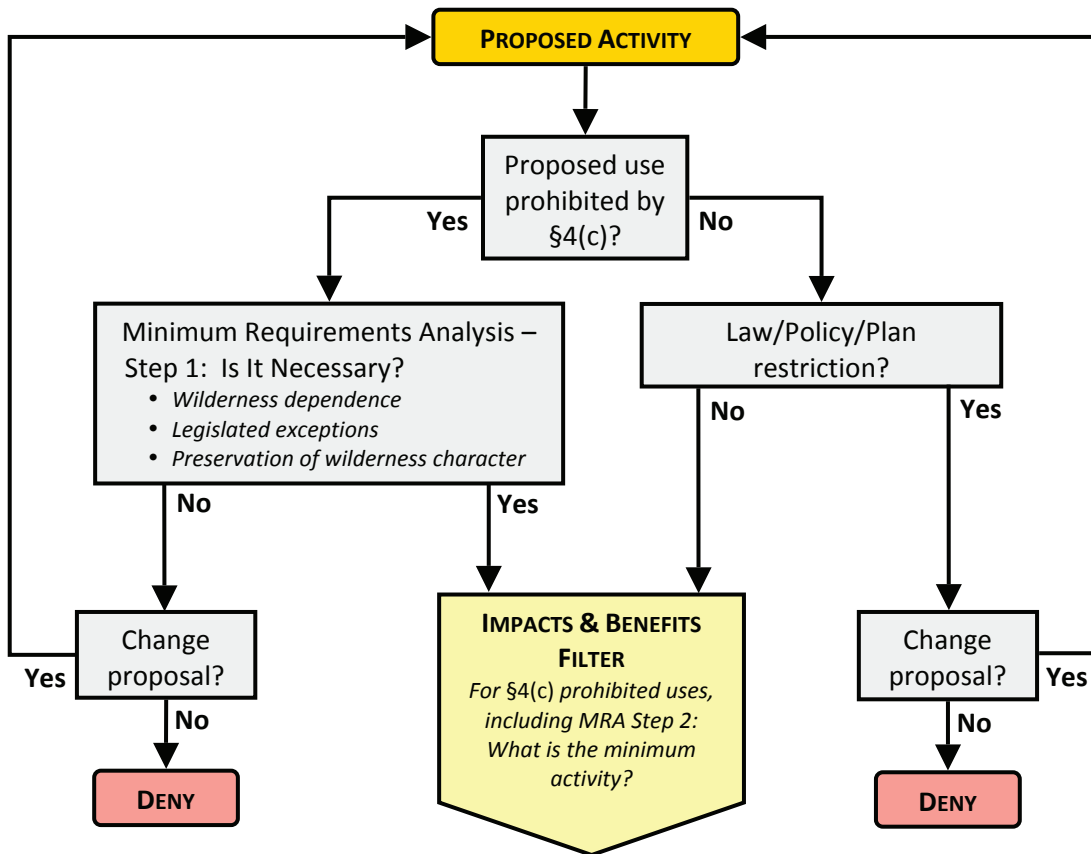 PROPOSED ACTIVITY
Proposed use
prohibited by
§4(c)?
Yes
No
Minimum Requirements Analysis –
Step 1: Is It Necessary?
• Wilderness dependence
• Legislated exceptions
• Preservation of wilderness character
Law/Policy/Plan
restriction?
No
Yes
No
Yes
IMPACTS & BENEFITS
FILTER
For §4(c) prohibited uses,
including MRA Step 2:
What is the minimum
activity?
Change
proposal?
Yes
No
DENY
Change
proposal?
Yes
No
DENY